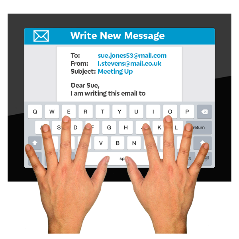 Write New Message
To: sue.jones53@mail.com
From: l.stevens@mail.co.uk
Subject: Meeting Up
Dear Sue,
I am writing this email to
Q W E R T Y U I O P
S D G H K L return